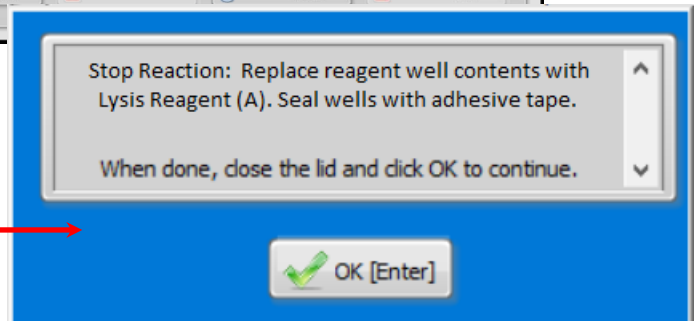 Stop Reaction: Replace reagent well contents with
Lysis Reagent (A). Seal wells with adhesive tape.
When done, close the lid and click OK to continue.
OK [Enter]